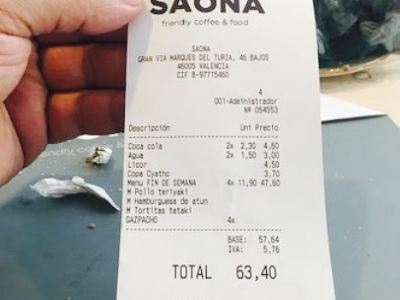 SAONA
friendly coffee & food
SAONA
GRAN VIA MARQUES DEL TURIA, 46 BAJOS
46005 VALENCIA
CIF B-97715460
4
001-Administrador
Nº 054553
Descripción Uni Precio
Coca cola 2x 2,30 4,60
Agua 2x 1,50 3,00
Licor 4,50
Copa Cyatho 3,70
Menu FIN DE SEMANA 4x 11,90 47,60
M Pollo teriyaki
M Hamburguesa de atun
M Tortitas tataki
GAZPACHO 4x
BASE: 57,64
IVA: 5,76
TOTAL 63,40